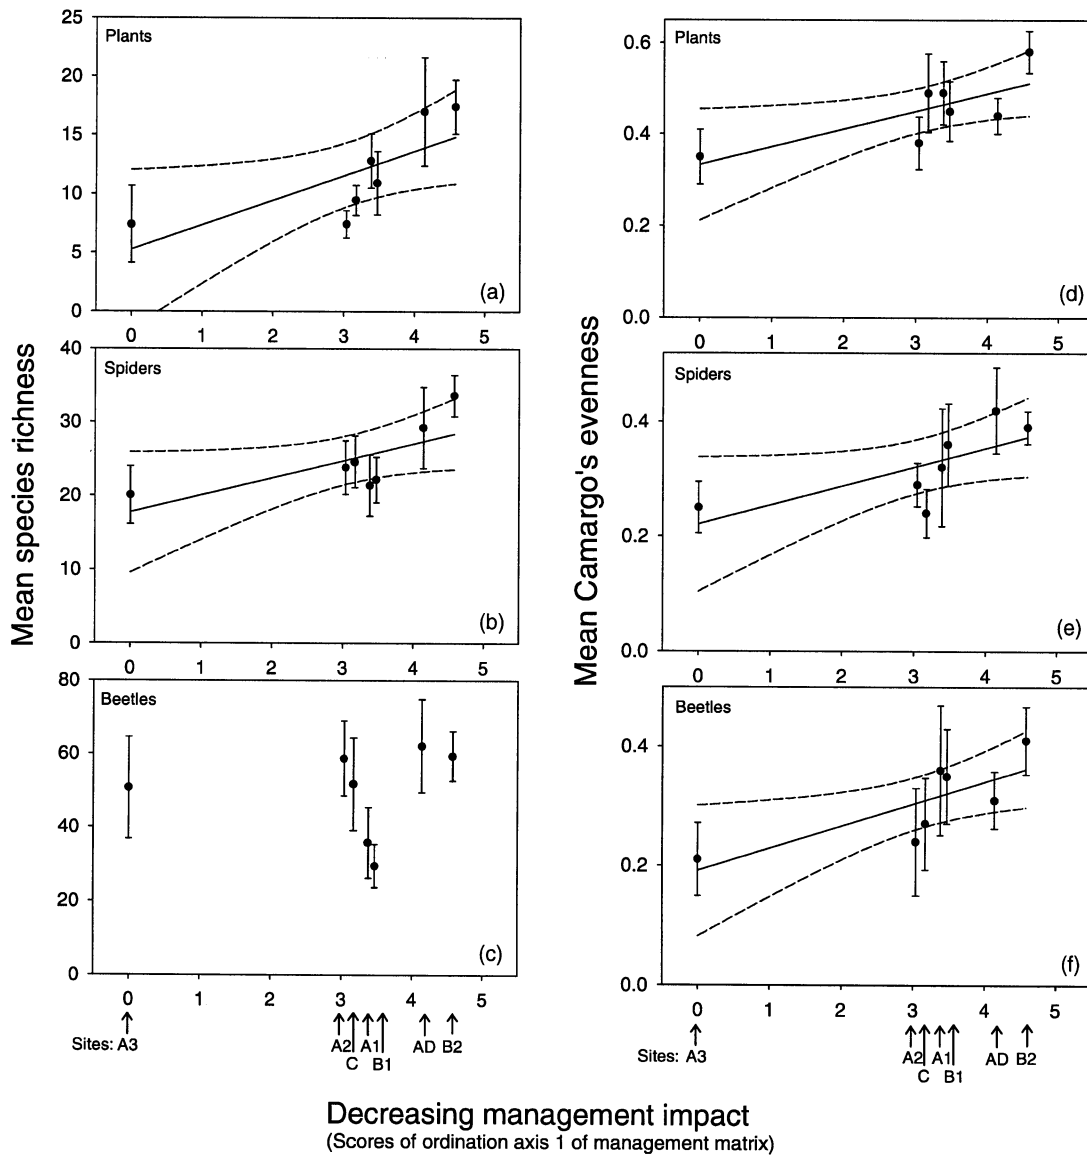 25
Plants
20
15
10
5
0
(a)
0 1 2 3 4 5
40
Spiders
30
20
10
0
(b)
0 1 2 3 4 5
80
Beetles
60
40
20
0
(c)
0 1 2 3 4 5
Sites: A3 A2 A1 AD B2
C B1
Mean species richness
0.6
Plants
0.4
0.2
0.0
(d)
0 1 2 3 4 5
Spiders
0.4
0.2
0.0
(e)
0 1 2 3 4 5
Beetles
0.4
0.2
0.0
(f)
0 1 2 3 4 5
Sites: A3 A2 A1 AD B2
C B1
Mean Camargo's evenness
Decreasing management impact
(Scores of ordination axis 1 of management matrix)